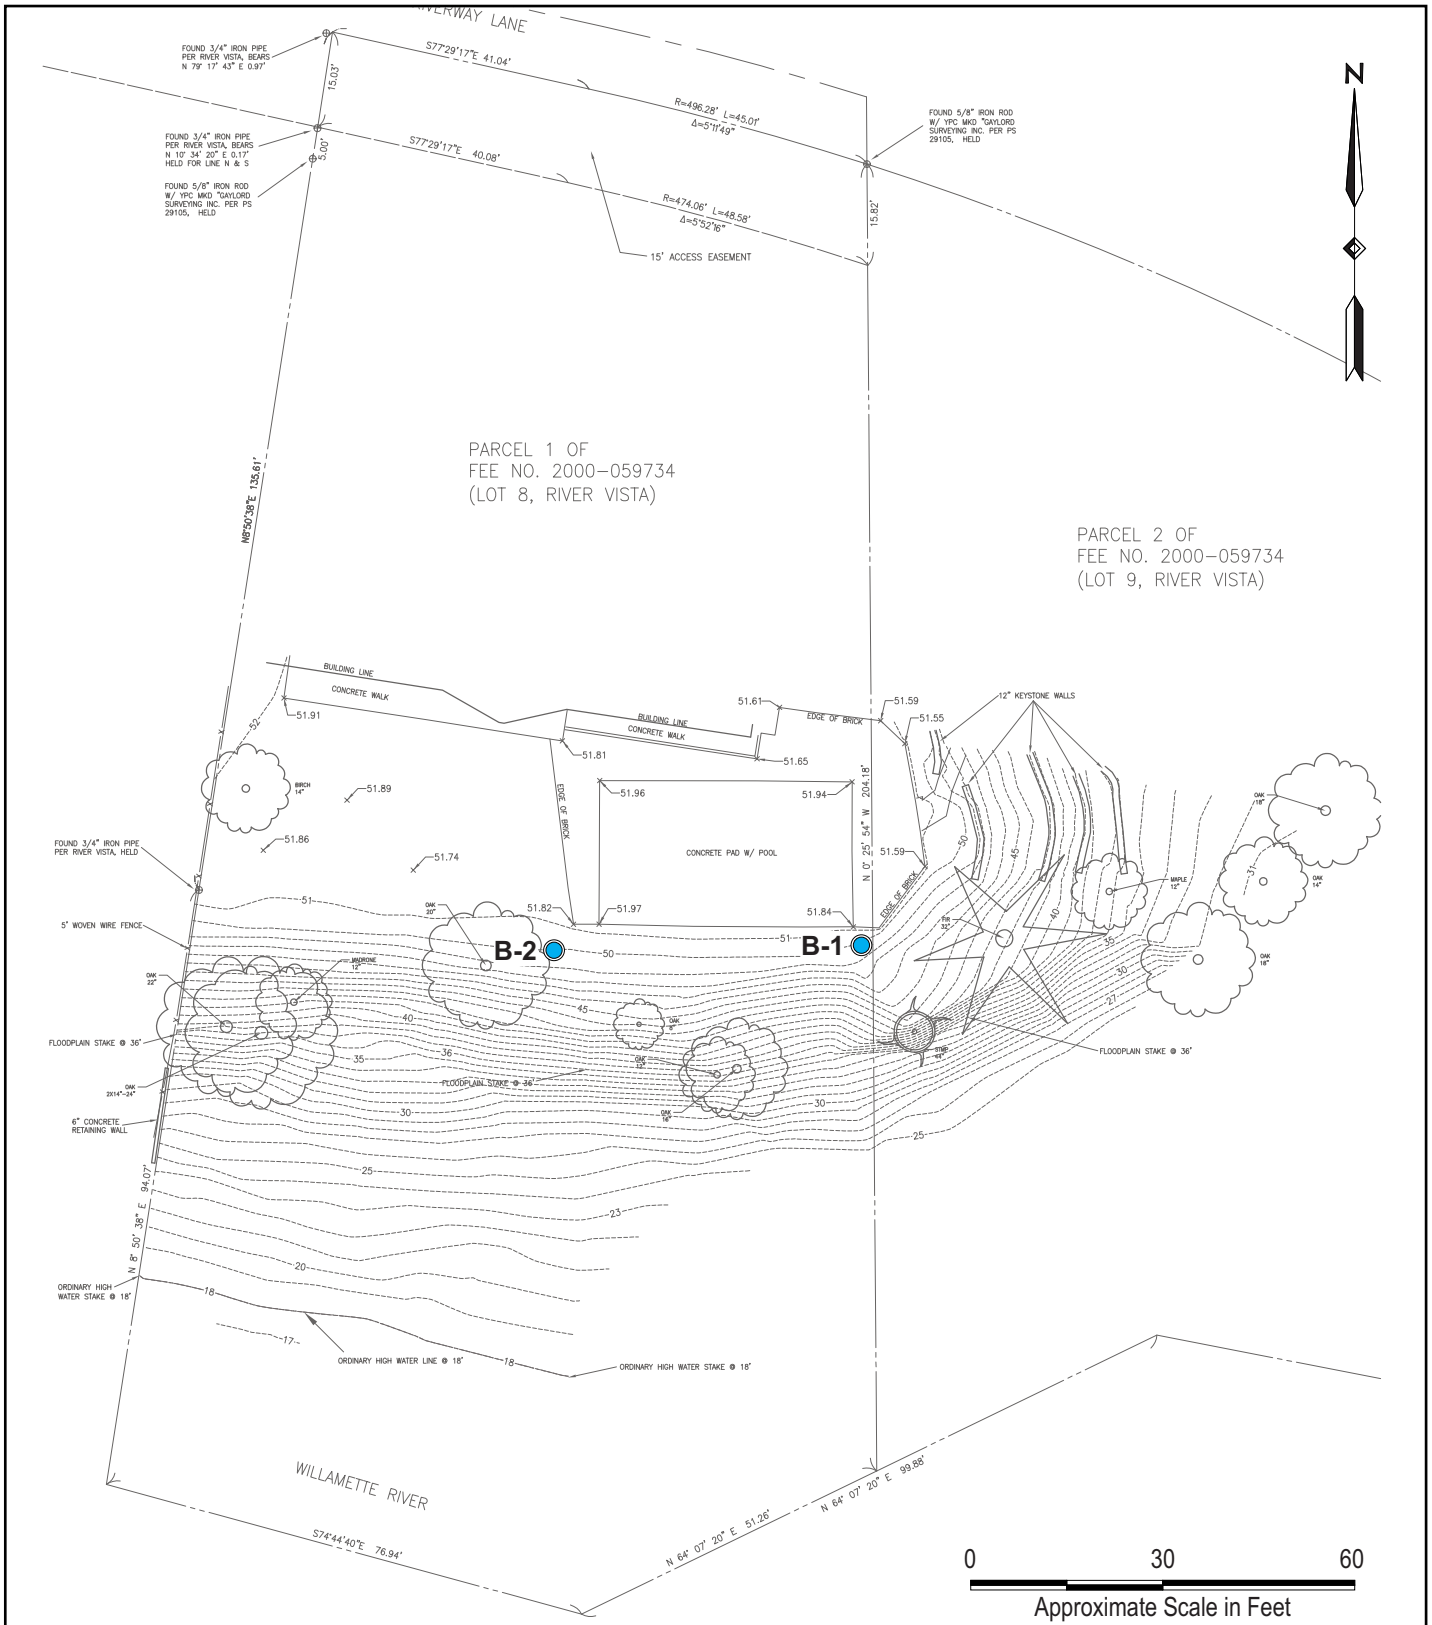 RIVERWAY LANE
FOUND 3/4" IRON PIPE
PER RIVER VISTA, BEARS
N 79° 17' 43" E 0.97'
15.03'
S77°29'17"E 41.04'
R=496.28' L=45.01'
Δ=5°11'49"
FOUND 5/8" IRON ROD
W/ YPC MKD "GAYLORD
SURVEYING INC. PER PS
29105, HELD
N
FOUND 3/4" IRON PIPE
PER RIVER VISTA, BEARS
N 10° 34' 20" E 0.17'
HELD FOR LINE N & S
5.00'
S77°29'17"E 40.08'
FOUND 5/8" IRON ROD
W/ YPC MKD "GAYLORD
SURVEYING INC. PER PS
29105, HELD
R=474.06' L=48.58'
Δ=5°52'16"
15.82'
15' ACCESS EASEMENT
PARCEL 1 OF
FEE NO. 2000-059734
(LOT 8, RIVER VISTA)
N8°50'38"E 135.61'
PARCEL 2 OF
FEE NO. 2000-059734
(LOT 9, RIVER VISTA)
BUILDING LINE
CONCRETE WALK
52
51.91
51.61
51.59
12" KEYSTONE WALLS
EDGE OF BRICK
51.55
BUILDING LINE
CONCRETE WALK
51.81
51.65
N 0° 25' 54" W 204.18'
BIRCH
14"
51.89
EDGE OF BRICK
51.96
51.94
OAK
18"
FOUND 3/4" IRON PIPE
PER RIVER VISTA, HELD
51.86
51.74
CONCRETE PAD W/ POOL
51.59
50
45
40
35
MAPLE
12"
31
OAK
14"
EDGE OF BRICK
51
OAK
20"
51.82
51.97
51.84
FIR
32"
5' WOVEN WIRE FENCE
B-2
50
51
B-1
MADRONE
12"
OAK
22"
OAK
18"
30
27
45
40
OAK
8"
FLOODPLAIN STAKE @ 36'
35
36
OAK
12"
STMP
44"
FLOODPLAIN STAKE @ 36'
FLOODPLAIN STAKE @ 36'
OAK
2X14"-24"
30
OAK
16"
30
6" CONCRETE
RETAINING WALL
25
25
N 8° 50' 38" E 94.07'
23
20
ORDINARY HIGH
WATER STAKE @ 18'
18
17
ORDINARY HIGH WATER LINE @ 18'
18
ORDINARY HIGH WATER STAKE @ 18'
WILLAMETTE RIVER
S74°44'40"E 76.94'
N 64° 07' 20" E 51.26'
N 64° 07' 20" E 99.88'
0 30 60
Approximate Scale in Feet